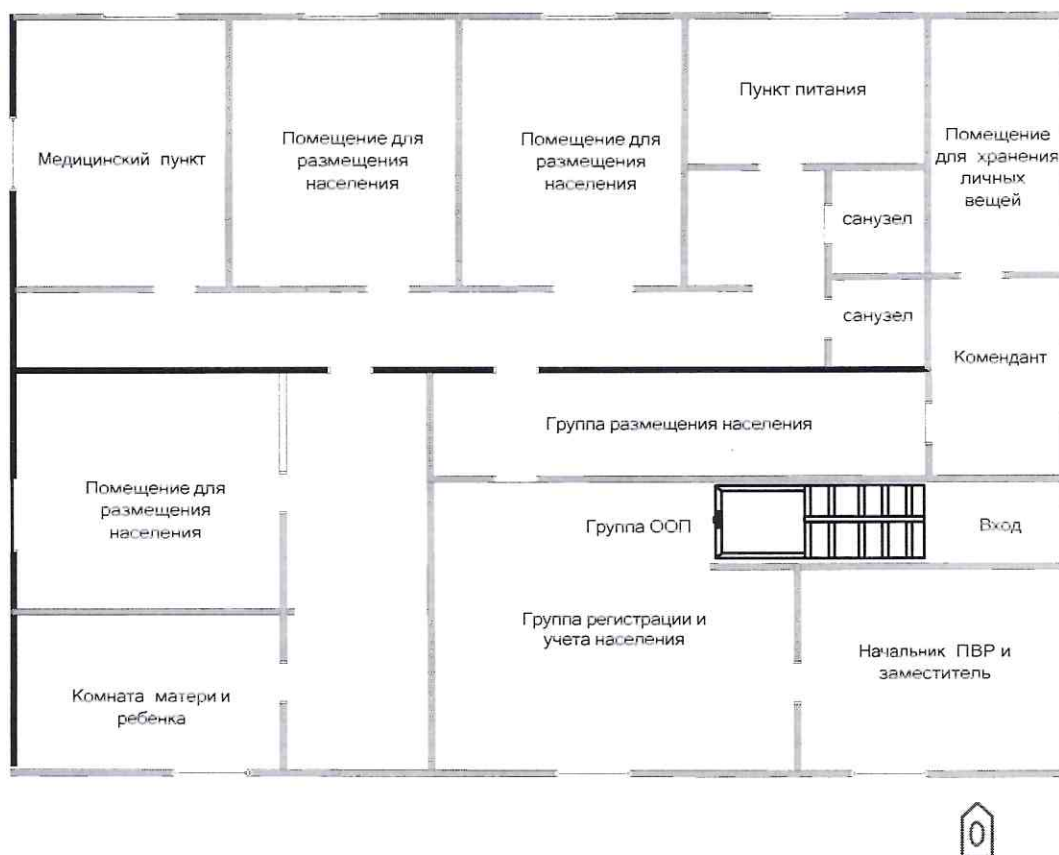 Пункт питания
Медицинский пункт
Помещение для
размещения
населения
Помещение для
размещения
населения
Помещение
для хранения
личных
вещей
санузел
санузел
Комендант
Группа размещения населения
Помещение для
размещения
населения
Группа ООП
Вход
Группа регистрации и
учета населения
Начальник ПВР и
заместитель
Комната матери и
ребенка
0